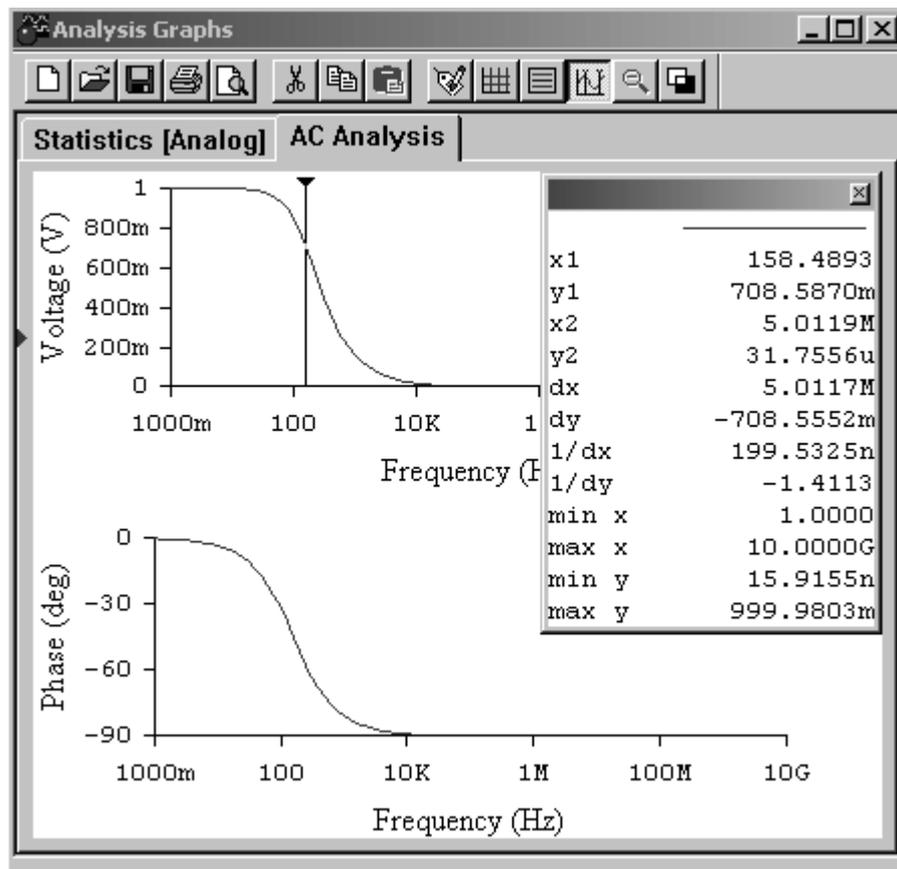 Analysis Graphs
Statistics [Analog] AC Analysis
Voltage (V)
1
800m
600m
400m
200m
0
1000m 100 10K 1
Frequency (H
x1 158.4893
y1 708.5870m
x2 5.0119M
y2 31.7556u
dx 5.0117M
dy -708.5552m
1/dx 199.5325n
1/dy -1.4113
min x 1.0000
max x 10.0000G
min y 15.9155n
max y 999.9803m
Phase (deg)
0
-30
-60
-90
1000m 100 10K 1M 100M 10G
Frequency (Hz)